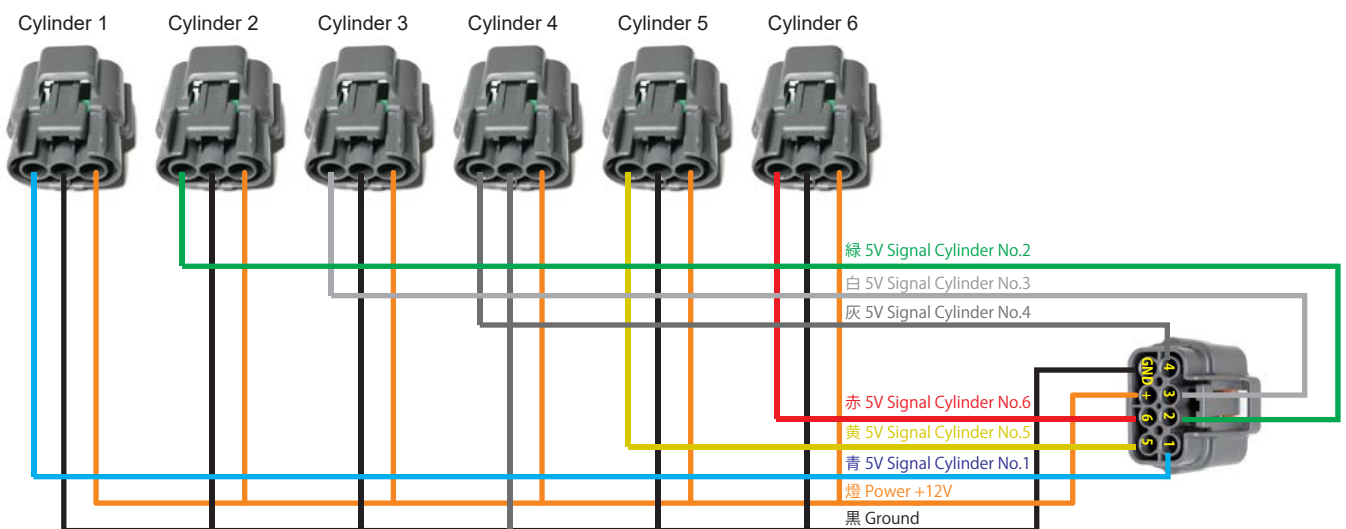 Cylinder 1
Cylinder 2
Cylinder 3
Cylinder 4
Cylinder 5
Cylinder 6
緑 5V Signal Cylinder No.2
白 5V Signal Cylinder No.3
灰 5V Signal Cylinder No.4
赤 5V Signal Cylinder No.6
黄 5V Signal Cylinder No.5
青 5V Signal Cylinder No.1
燈 Power +12V
黒 Ground
GND 4
+ 3
6 2
5 1